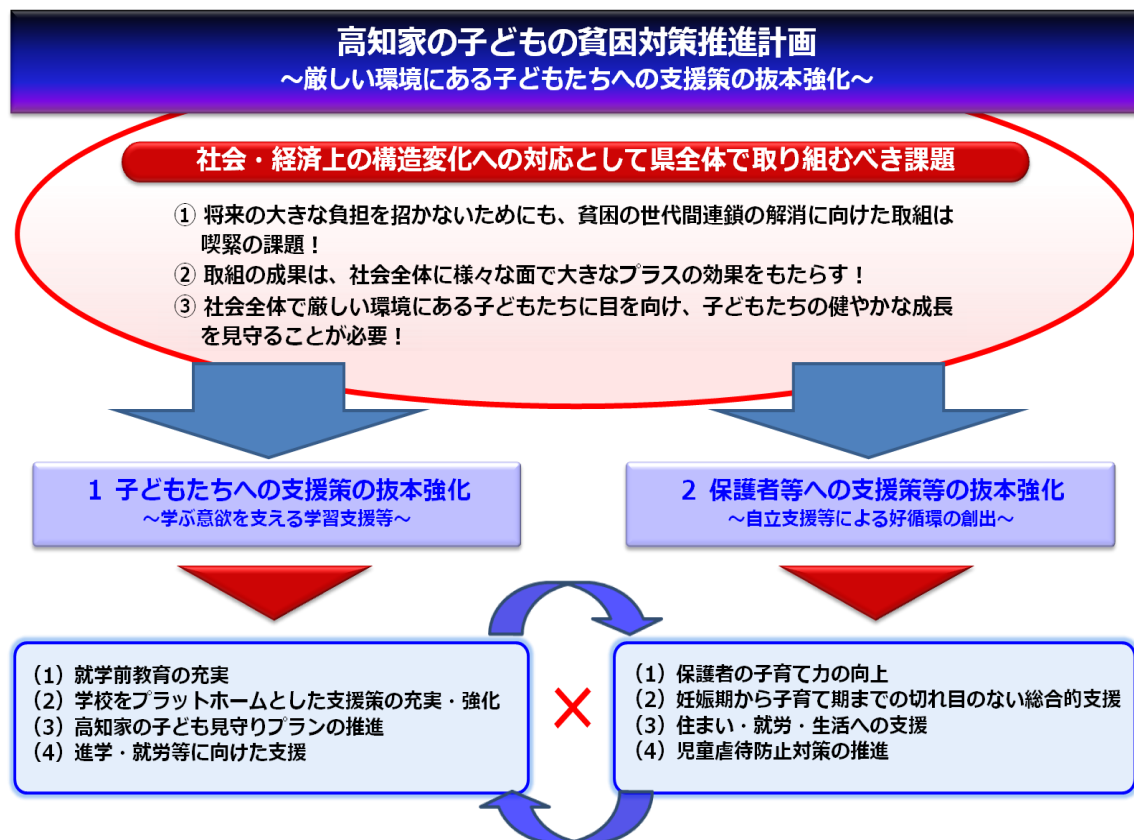 高知家の子どもの貧困対策推進計画
～厳しい環境にある子どもたちへの支援策の抜本強化～
社会・経済上の構造変化への対応として県全体で取り組むべき課題
① 将来の大きな負担を招かないためにも、貧困の世代間連鎖の解消に向けた取組は
喫緊の課題！
② 取組の成果は、社会全体に様々な面で大きなプラスの効果をもたらす！
③ 社会全体で厳しい環境にある子どもたちに目を向け、子どもたちの健やかな成長
を見守ることが必要！
1 子どもたちへの支援策の抜本強化
～学ぶ意欲を支える学習支援等～
2 保護者等への支援策等の抜本強化
～自立支援等による好循環の創出～
（1）就学前教育の充実
（2）学校をプラットホームとした支援策の充実・強化
（3）高知家の子ども見守りプランの推進
（4）進学・就労等に向けた支援
×
（1）保護者の子育て力の向上
（2）妊娠期から子育て期までの切れ目のない総合的支援
（3）住まい・就労・生活への支援
（4）児童虐待防止対策の推進